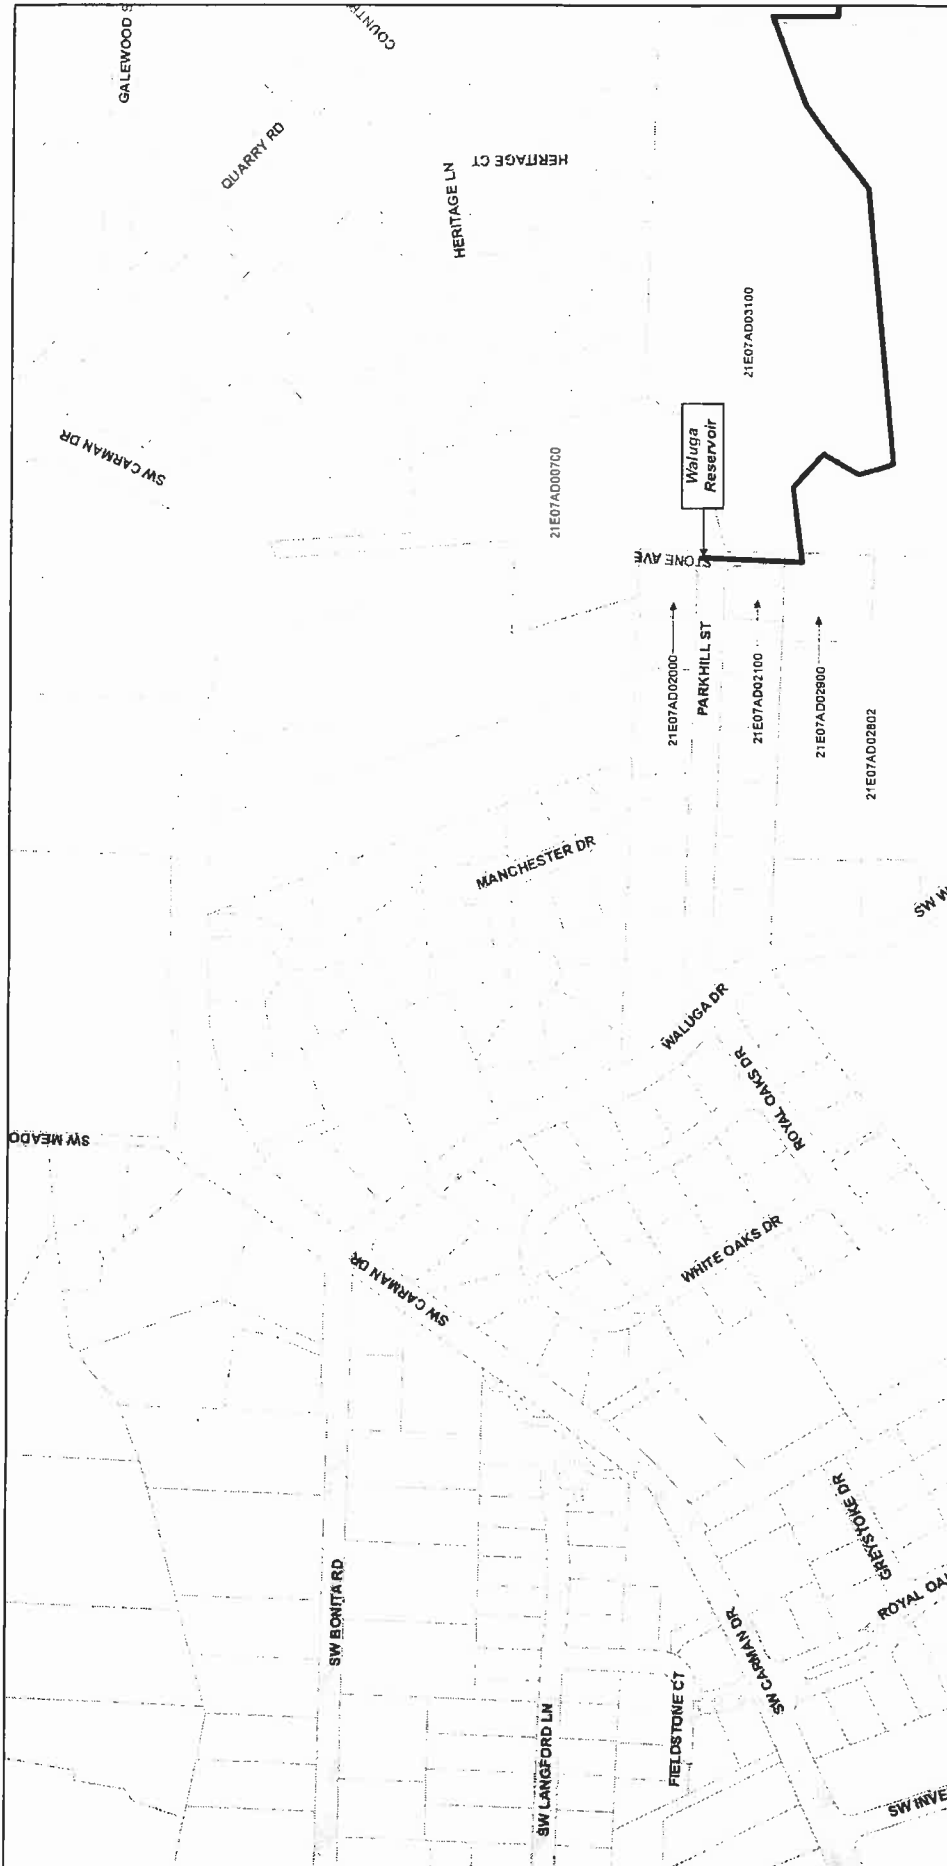 GALEWOOD S
COUNTR
QUARRY RD
HERITAGE CT
HERITAGE LN
21E07AD03100
SW CARMAN DR
Waluga
Reservoir
21E07AD00700
STONE AVE
21E07AD02000
PARKHILL ST
21E07AD02100
21E07AD02900
21E07AD02802
MANCHESTER DR
SW W
WALUGA DR
ROYAL OAKS DR
SW MEADO
WHITE OAKS DR
SW CARMAN DR
GREYSTOKE DR
SW BONITA RD
ROYAL OA
SW CARMAN DR
FIELDSTONE CT
SW LANGFORD LN
SW INVE